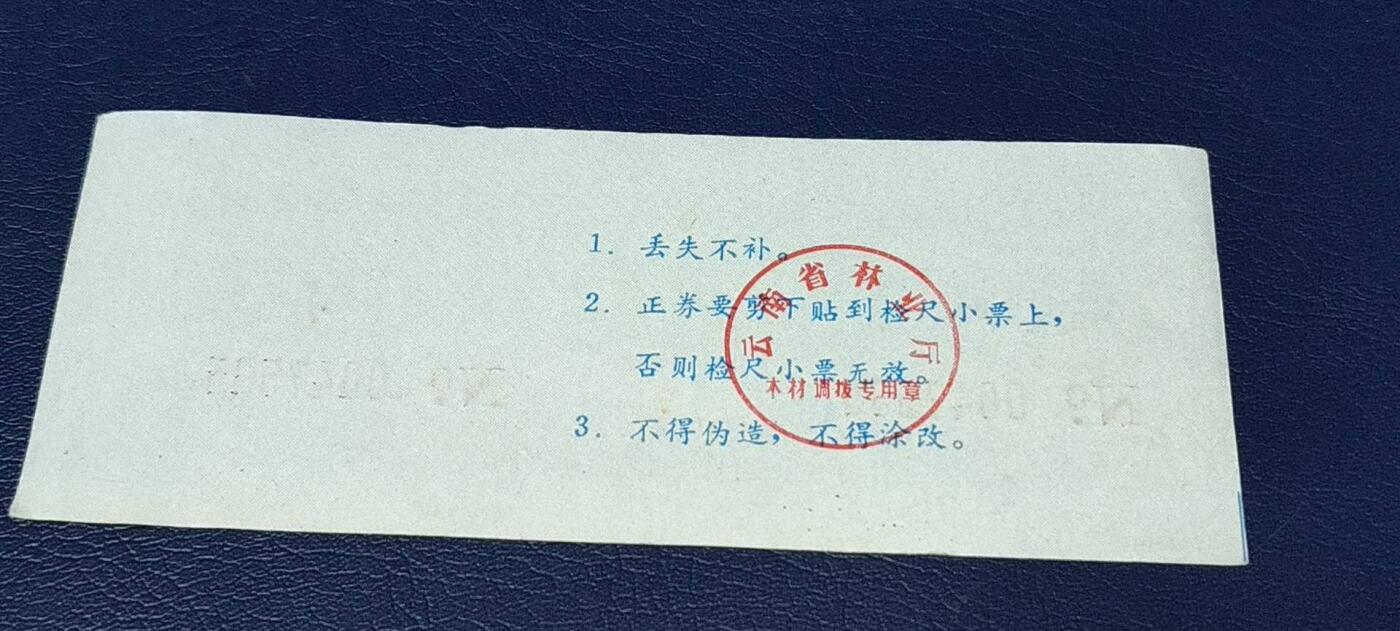 1. 丢失不补。
2. 正券要剪下贴到检尺小票上,
否则检尺小票无效。
3. 不得伪造, 不得涂改。
云南省林业厅
木材调拨专用章